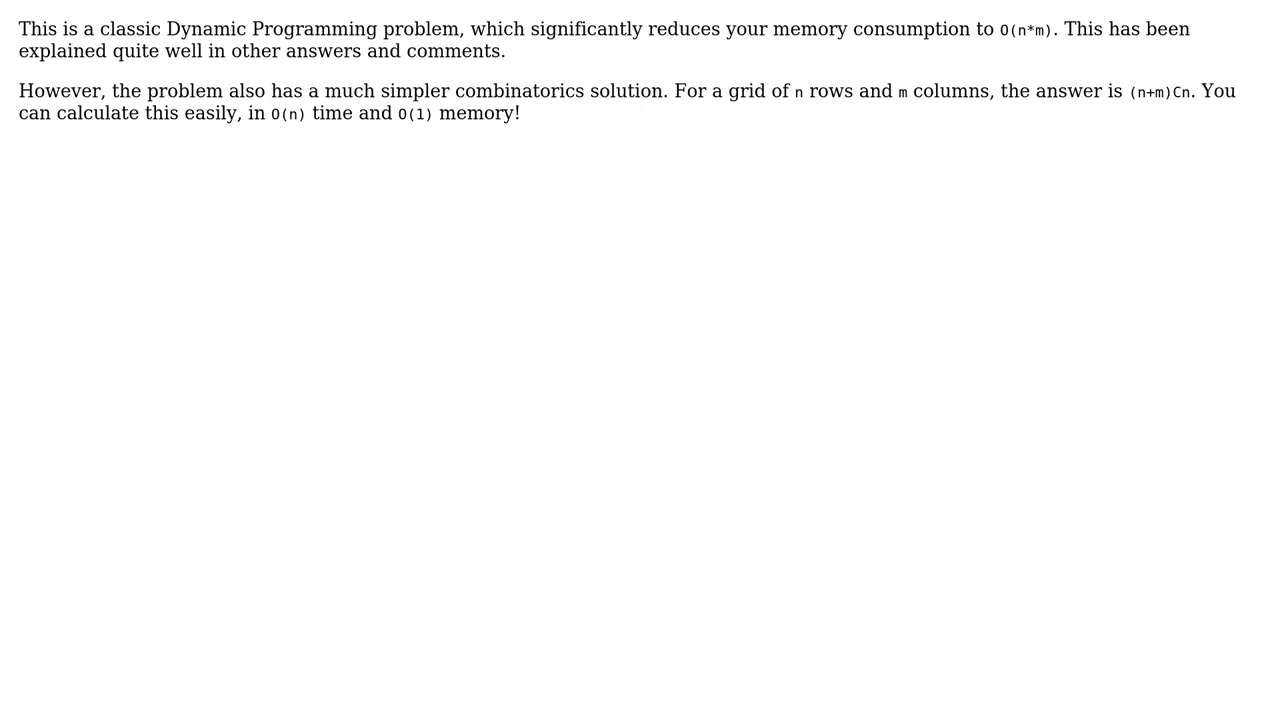 This is a classic Dynamic Programming problem, which significantly reduces your memory consumption to O(n*m). This has been
explained quite well in other answers and comments.
However, the problem also has a much simpler combinatorics solution. For a grid of n rows and m columns, the answer is (n+m)Cn. You
can calculate this easily, in O(n) time and O(1) memory!